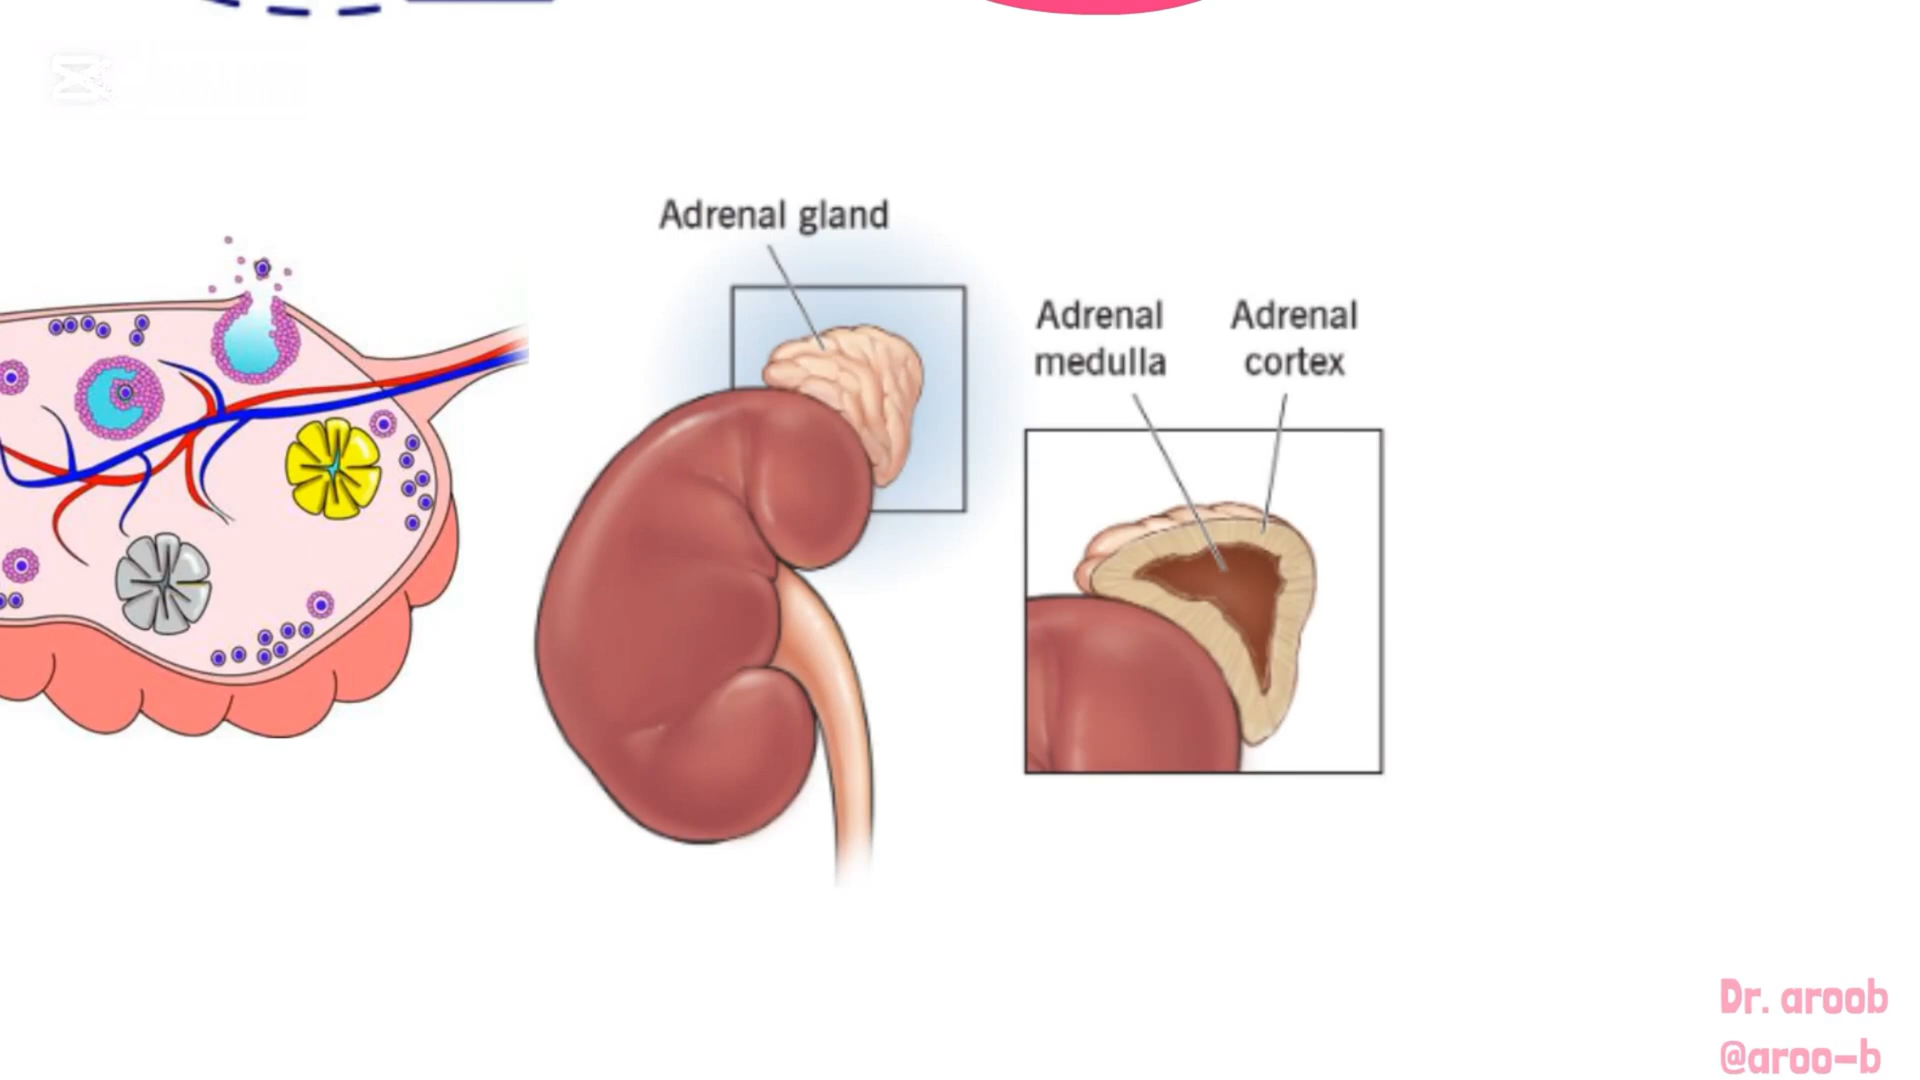 Adrenal gland
Adrenal
medulla
Adrenal
cortex
Dr. aroob
@aroo-b